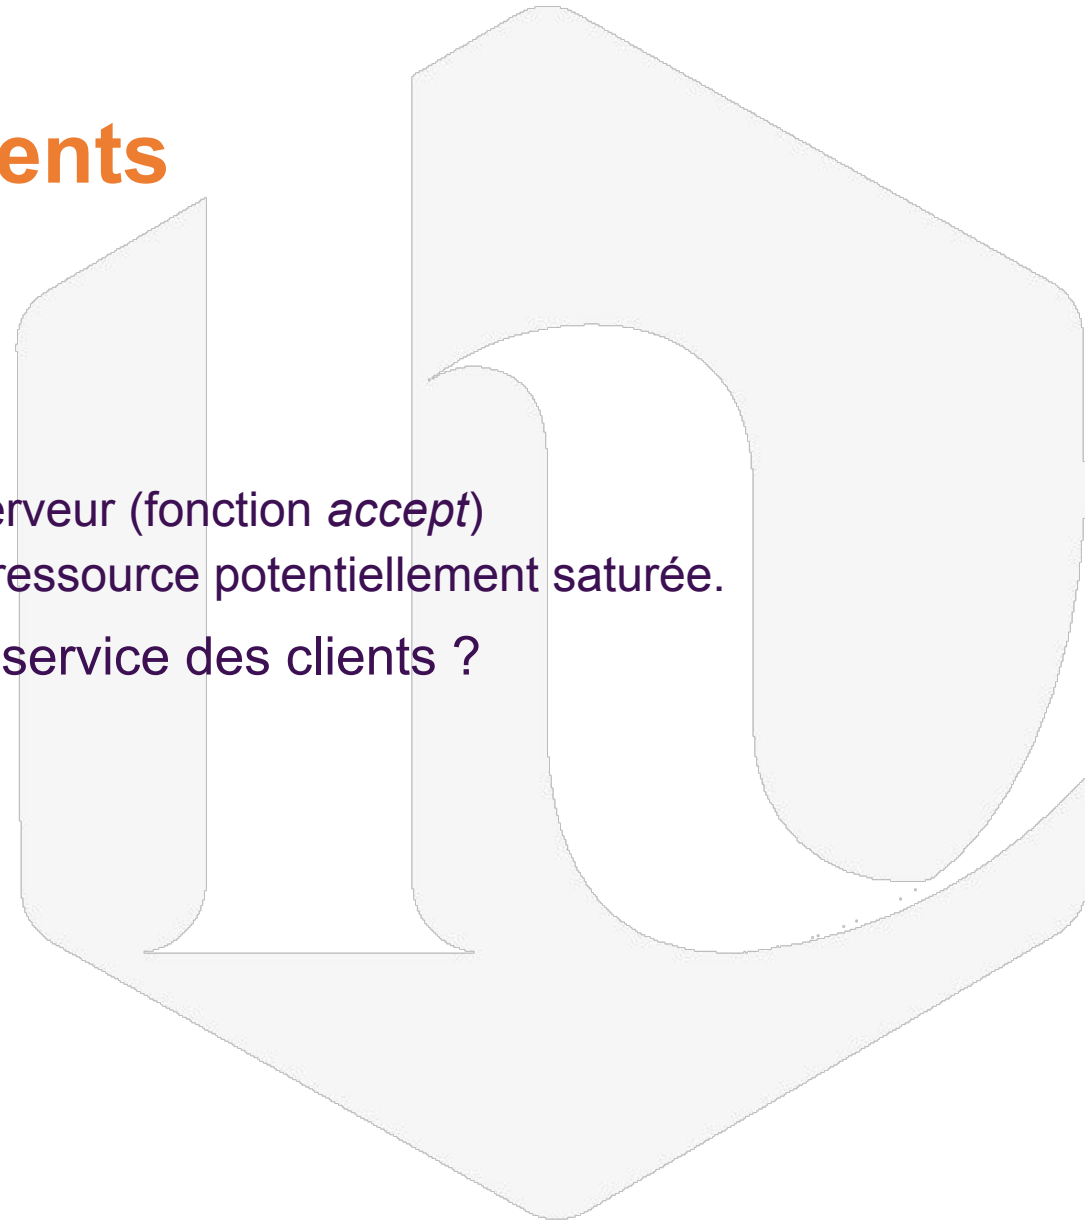 ents
erveur (fonction accept)
ressource potentiellement saturée.
service des clients ?